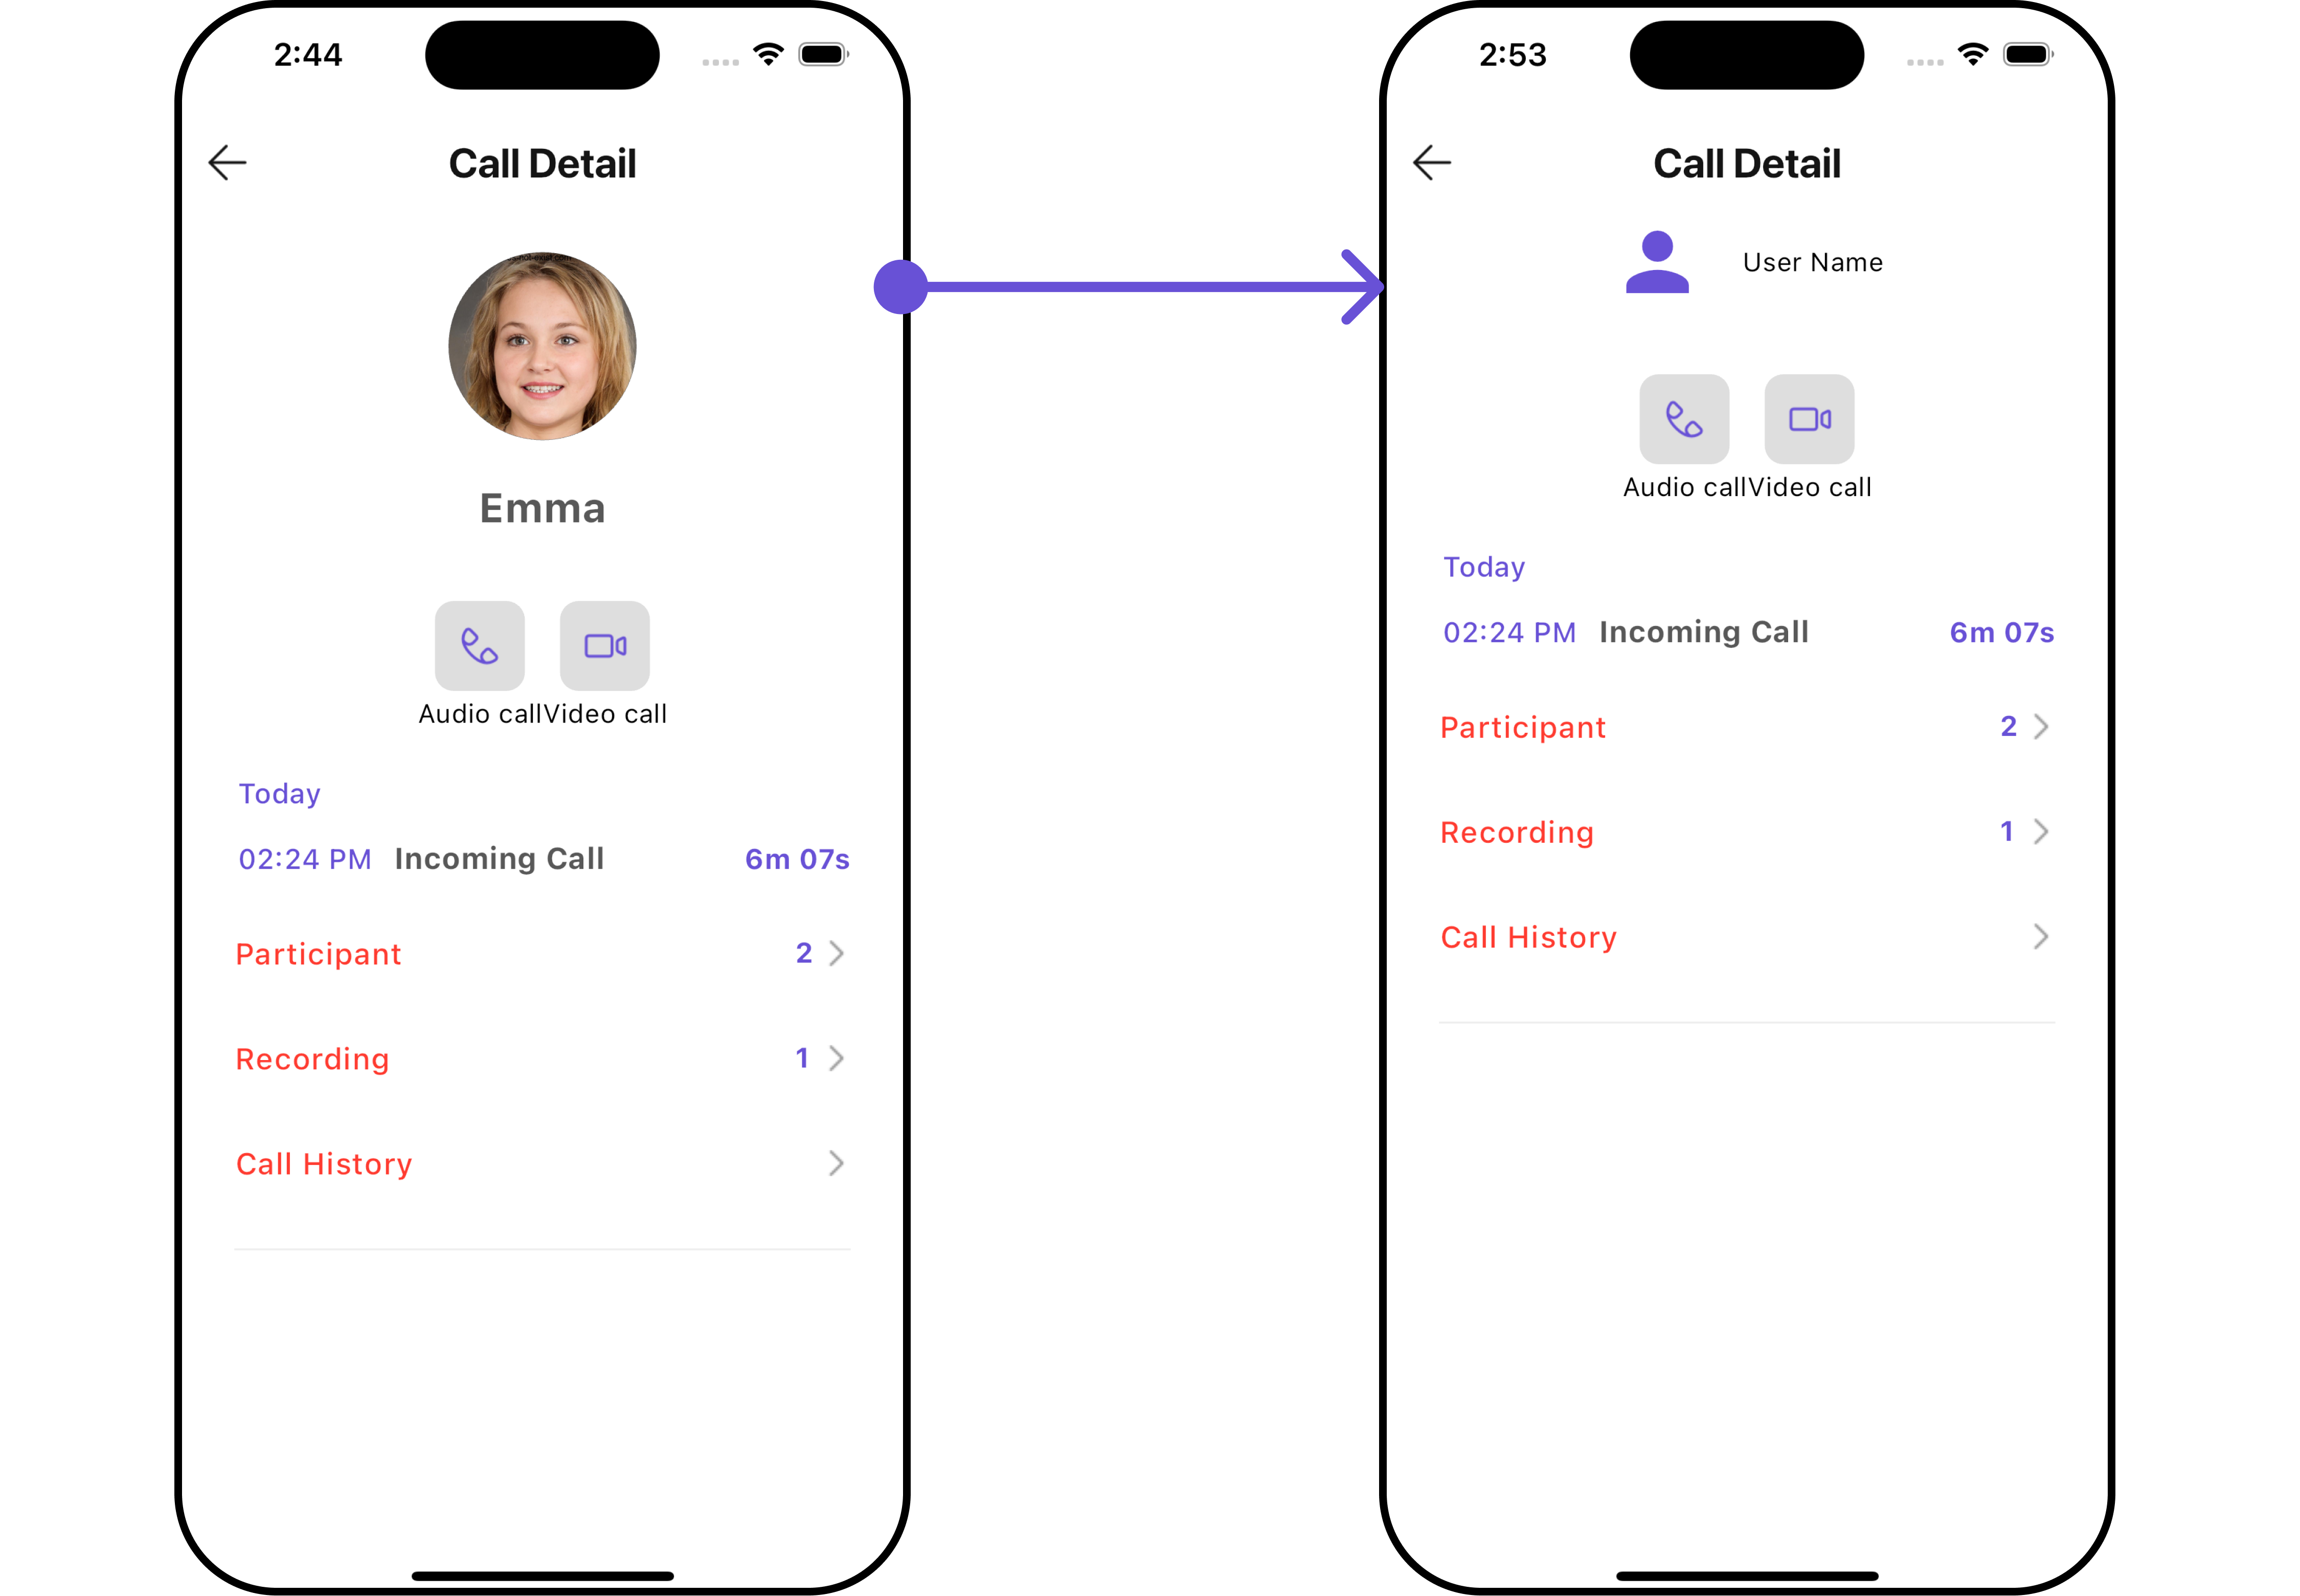 2:44
Call Detail
Emma
Audio call Video call
Today
02:24 PM Incoming Call 6m 07s
Participant 2
Recording 1
Call History
2:53
Call Detail
User Name
Audio call Video call
Today
02:24 PM Incoming Call 6m 07s
Participant 2
Recording 1
Call History